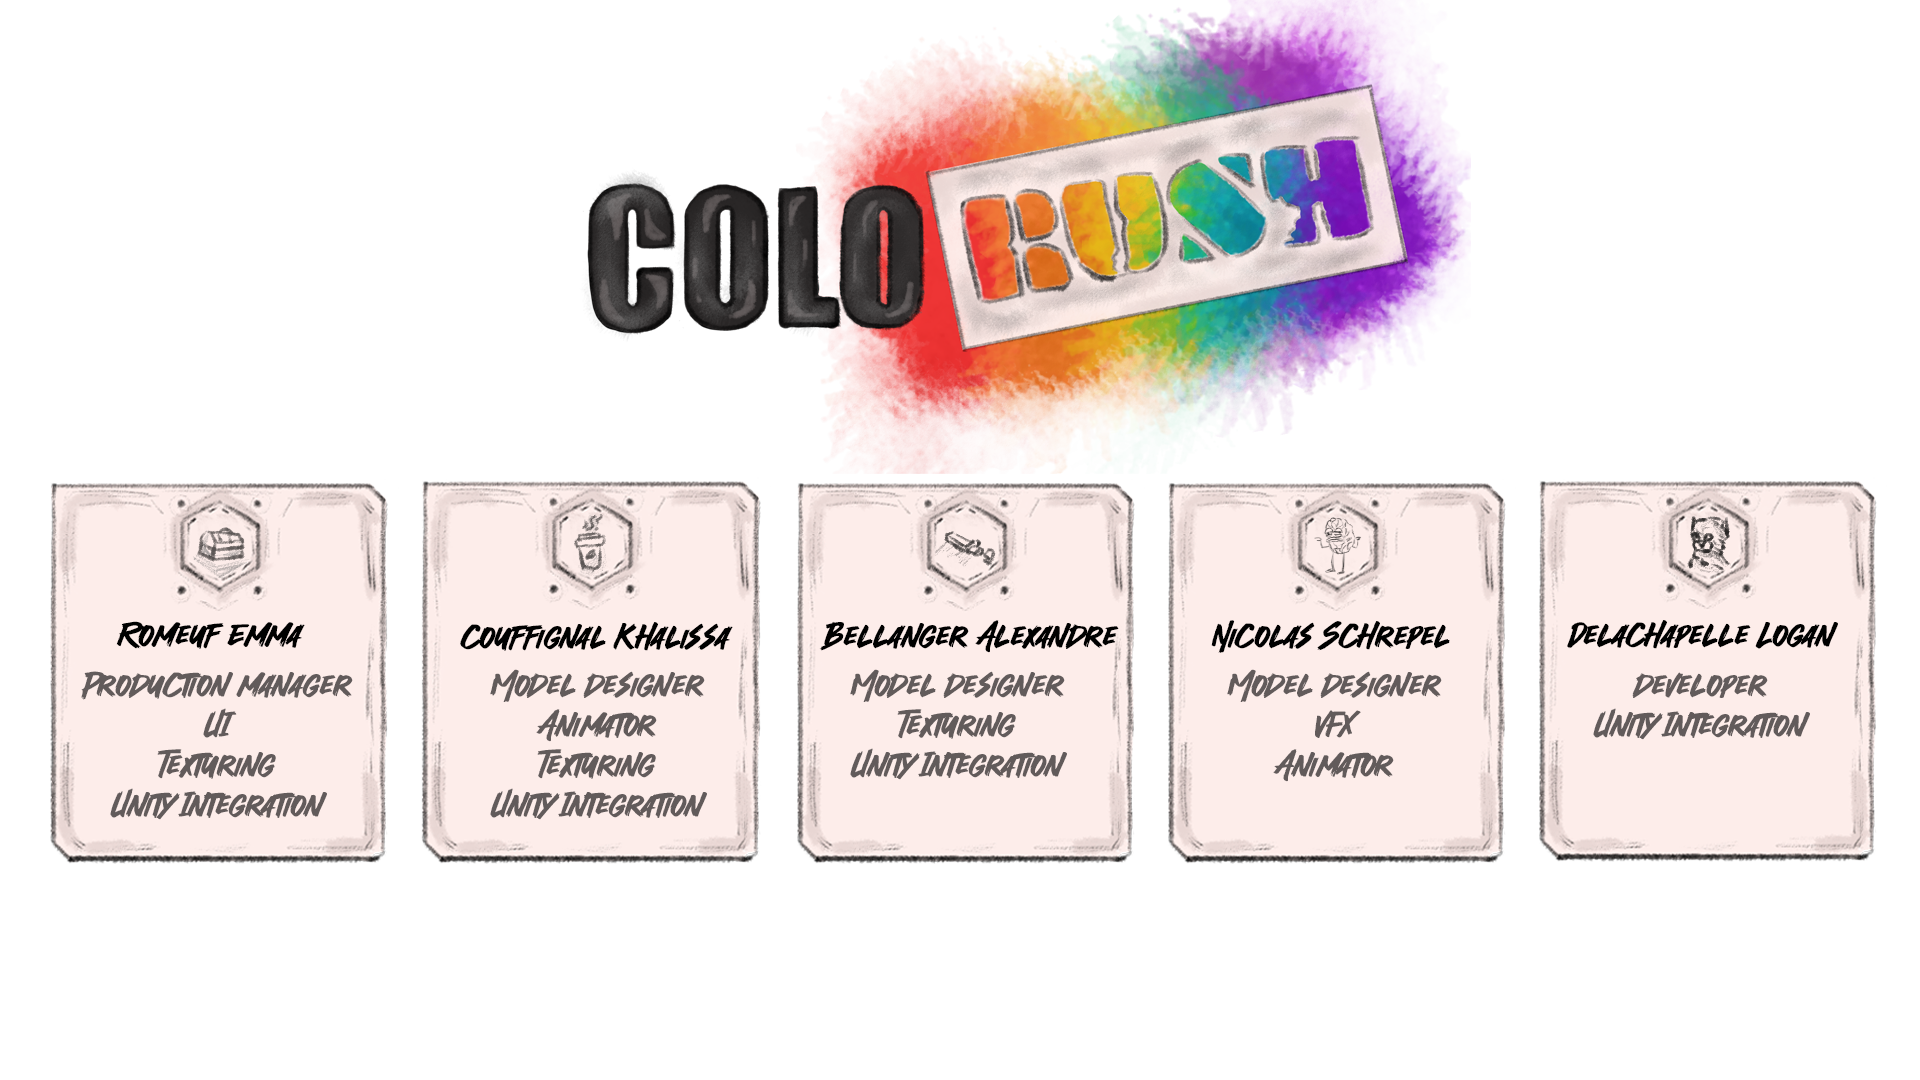 COLO RUSH
ROMEUF EMMA
PRODUCTION MANAGER
UI
TEXTURING
UNITY INTEGRATION
COUFFIGNAL KHALISSA
MODEL DESIGNER
ANIMATOR
TEXTURING
UNITY INTEGRATION
BELLANGER ALEXANDRE
MODEL DESIGNER
TEXTURING
UNITY INTEGRATION
NICOLAS SCHREPEL
MODEL DESIGNER
VFX
ANIMATOR
DELACHAPELLE LOGAN
DEVELOPER
UNITY INTEGRATION